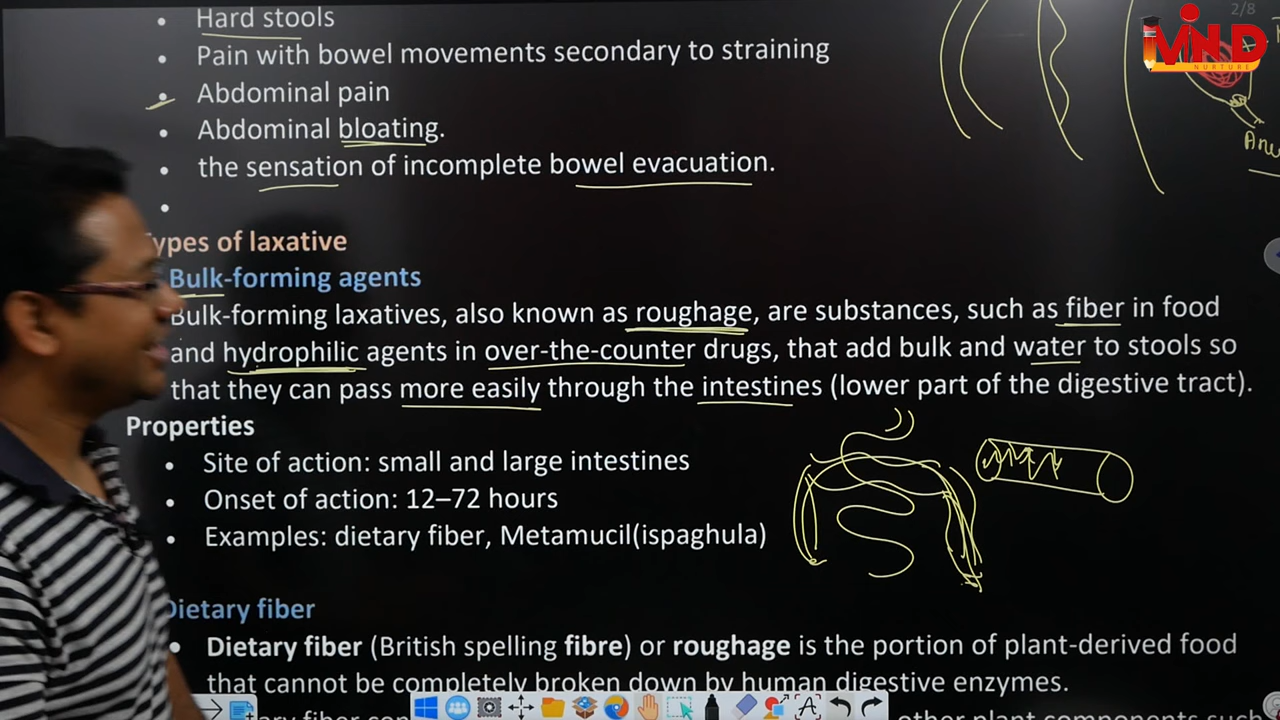 2/8
MIND
NURTURE
• Hard stools
• Pain with bowel movements secondary to straining
• Abdominal pain
• Abdominal bloating.
• the sensation of incomplete bowel evacuation.
•
ypes of laxative
Bulk-forming agents
Bulk-forming laxatives, also known as roughage, are substances, such as fiber in food
and hydrophilic agents in over-the-counter drugs, that add bulk and water to stools so
that they can pass more easily through the intestines (lower part of the digestive tract).
Properties
• Site of action: small and large intestines
• Onset of action: 12–72 hours
• Examples: dietary fiber, Metamucil(ispaghula)
Dietary fiber
• Dietary fiber (British spelling fibre) or roughage is the portion of plant-derived food
that cannot be completely broken down by human digestive enzymes.
other plant components such